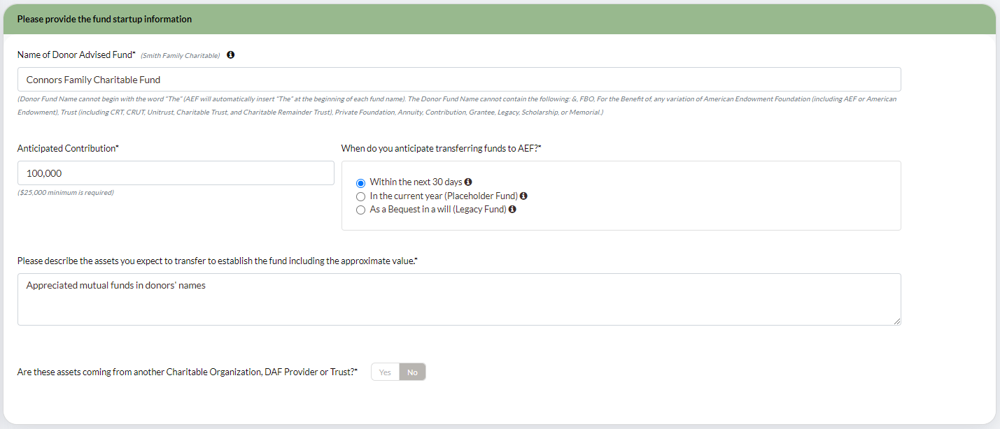 Please provide the fund startup information
Name of Donor Advised Fund* (Smith Family Charitable)
Connors Family Charitable Fund
(Donor Fund Name cannot begin with the word "The" (AEF will automatically insert "The" at the beginning of each fund name). The Donor Fund Name cannot contain the following: &, FBO, For the Benefit of, any variation of American Endowment Foundation (including AEF or American
Endowment), Trust (including CRT, CRUT, Unitrust, Charitable Trust, and Charitable Remainder Trust), Private Foundation, Annuity, Contribution, Grantee, Legacy, Scholarship, or Memorial.)
Anticipated Contribution*
100,000
($25,000 minimum is required)
When do you anticipate transferring funds to AEF?*
Within the next 30 days
In the current year (Placeholder Fund)
As a Bequest in a will (Legacy Fund)
Please describe the assets you expect to transfer to establish the fund including the approximate value.*
Appreciated mutual funds in donors' names
Are these assets coming from another Charitable Organization, DAF Provider or Trust?* Yes No